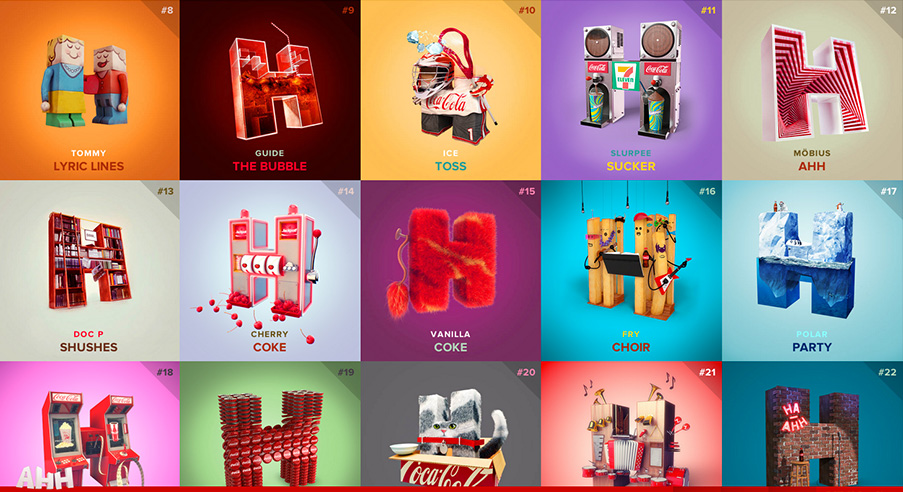 #8
TOMMY
LYRIC LINES
#9
GUIDE
THE BUBBLE
#10
Coca-Cola
1
ICE
TOSS
#11
Coca-Cola
7
ELEVEN
Coca-Cola
SLURPEE
SUCKER
#12
MÖBIUS
AHH
#13
DOC P
SHUSHES
#14
CHERRY
COKE
#15
VANILLA
COKE
#16
FRY
CHOIR
#17
POLAR
PARTY
#18
Coca-Cola
Coca-Cola
AHH
#19
#20
Coca-Cola
#21
#22
HA
AHH